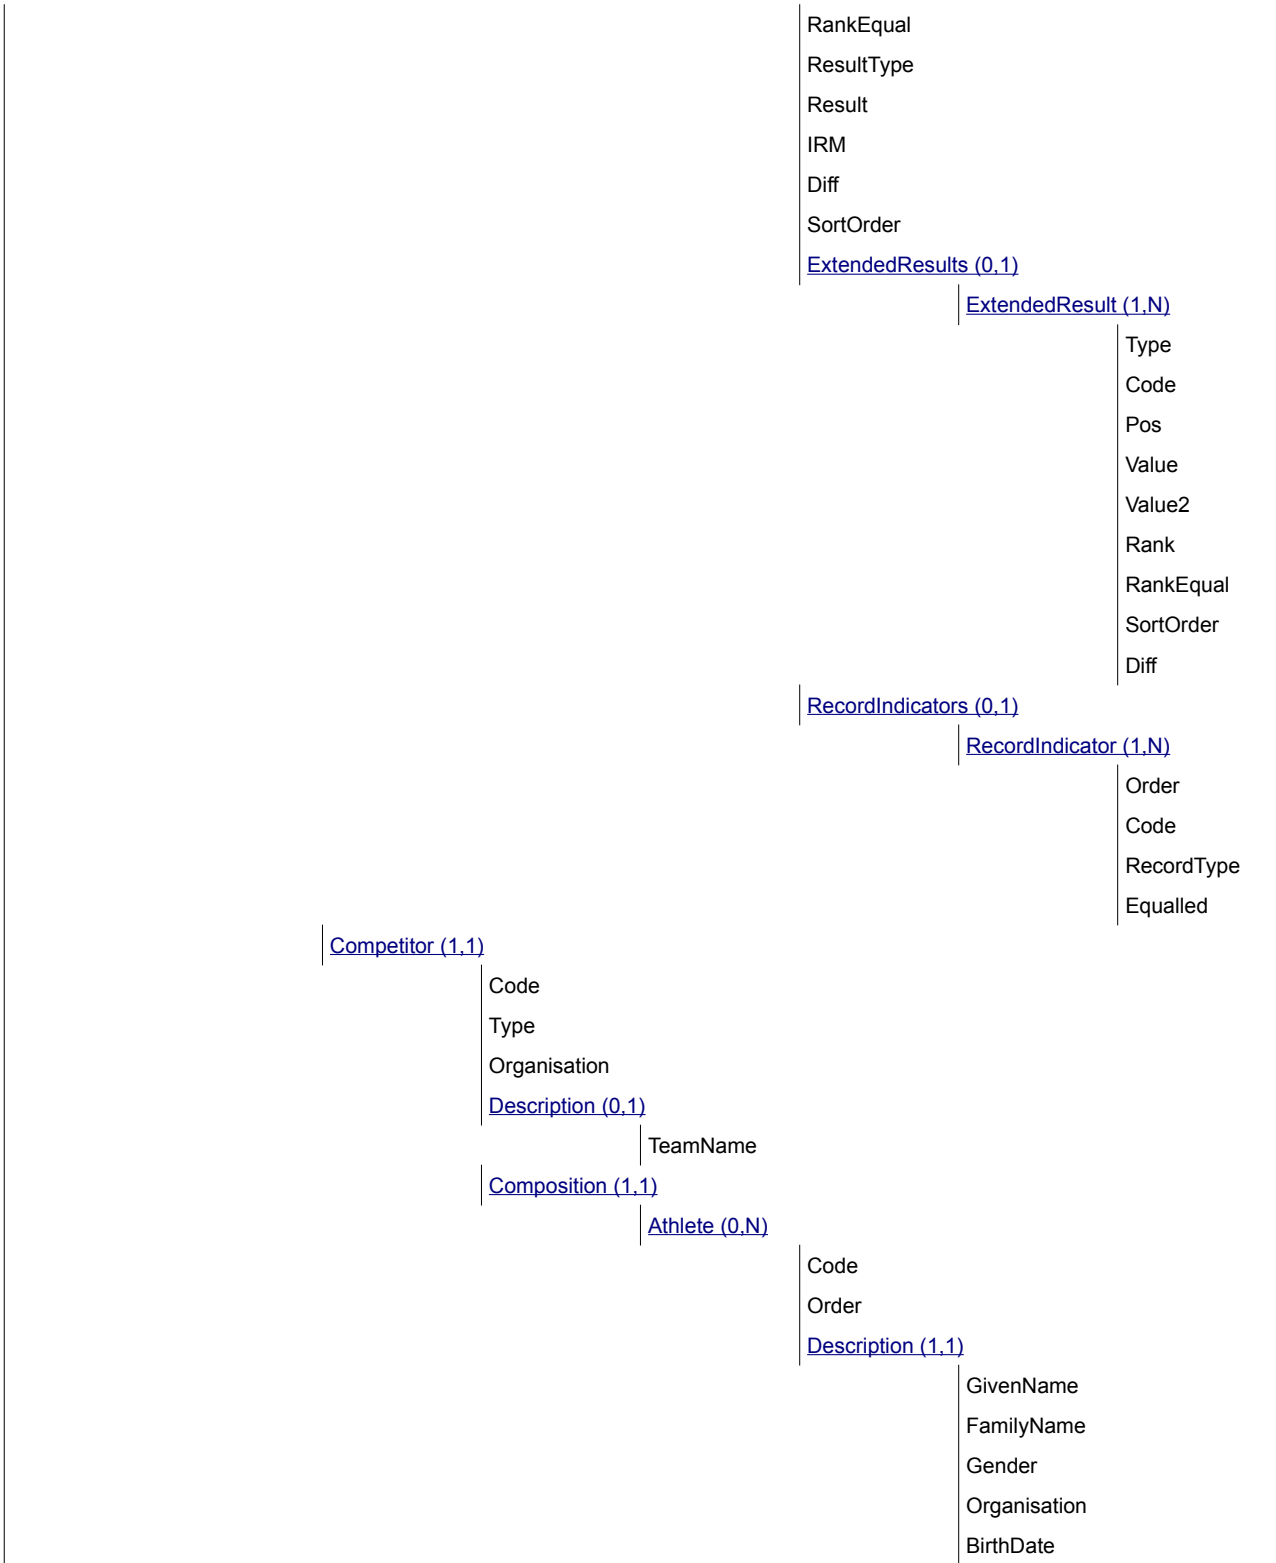 RankEqual
ResultType
Result
IRM
Diff
SortOrder
ExtendedResults (0,1)
ExtendedResult (1,N)
Type
Code
Pos
Value
Value2
Rank
RankEqual
SortOrder
Diff
RecordIndicators (0,1)
RecordIndicator (1,N)
Order
Code
RecordType
Equalled
Competitor (1,1)
Code
Type
Organisation
Description (0,1)
TeamName
Composition (1,1)
Athlete (0,N)
Code
Order
Description (1,1)
GivenName
FamilyName
Gender
Organisation
BirthDate